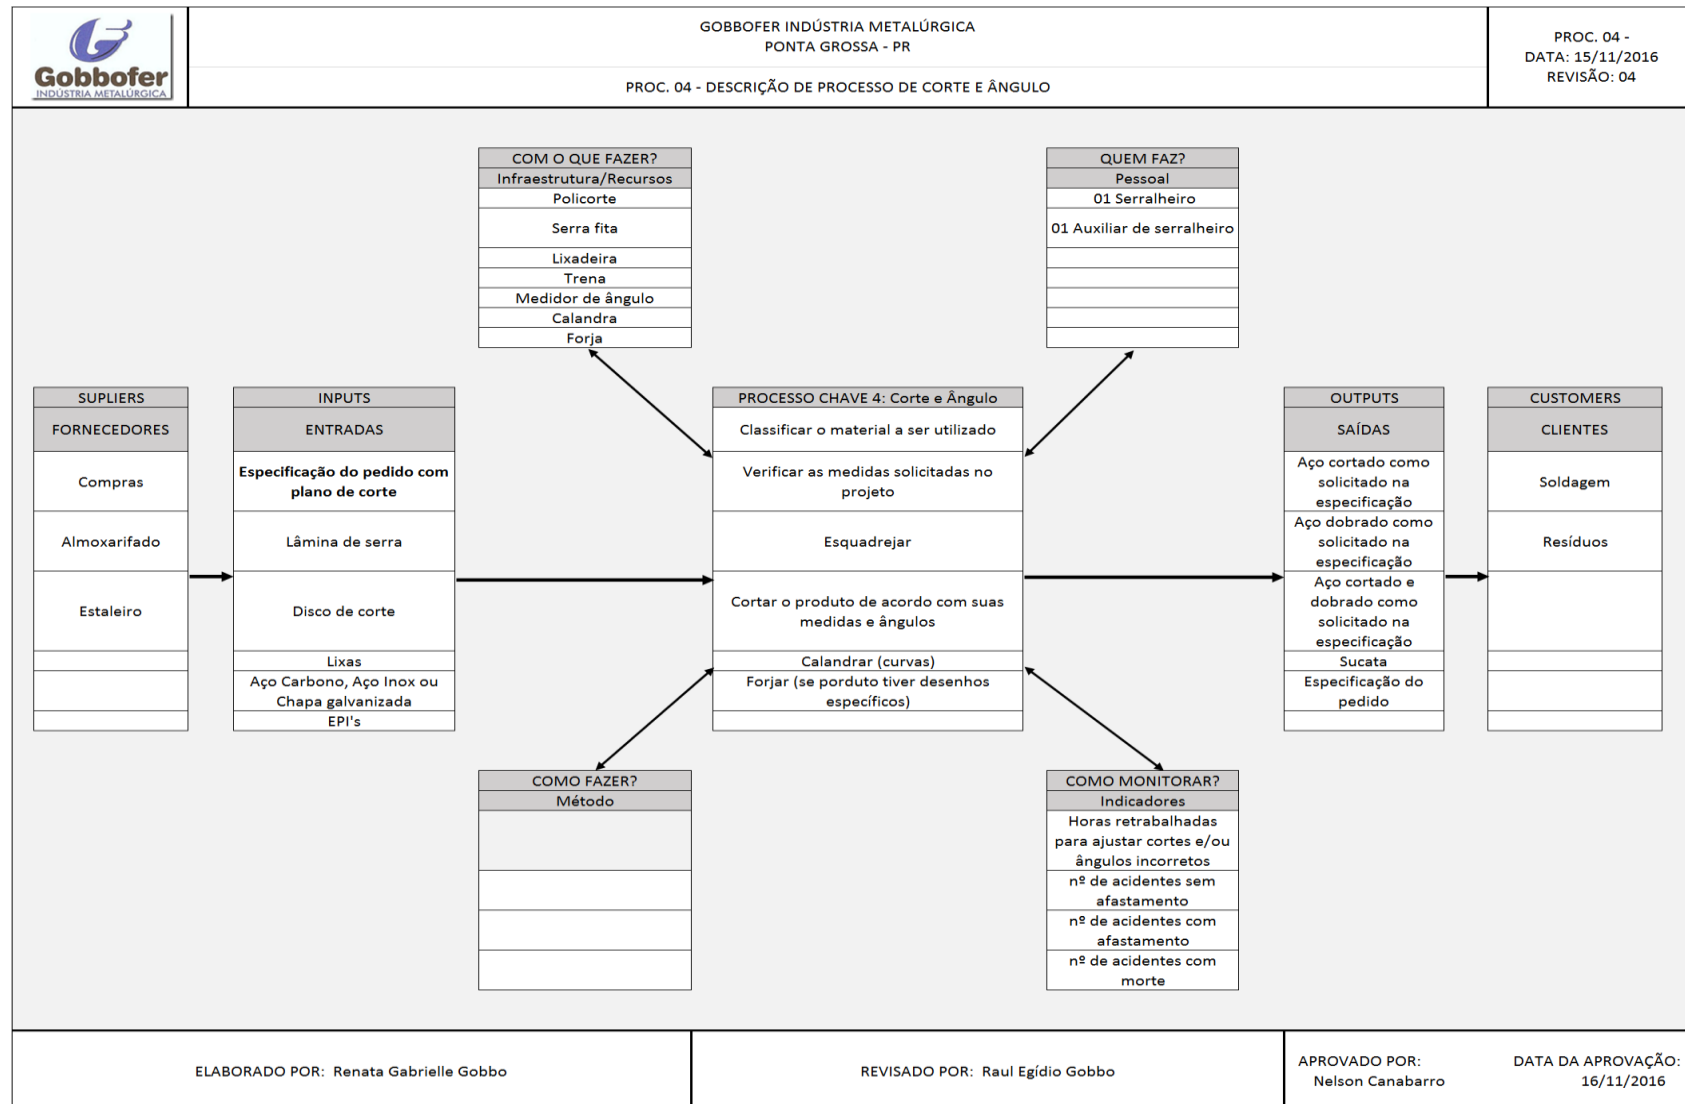 Gobbofer
INDÚSTRIA METALÚRGICA
GOBBOFER INDÚSTRIA METALÚRGICA
PONTA GROSSA - PR
PROC. 04 - DESCRIÇÃO DE PROCESSO DE CORTE E ÂNGULO
PROC. 04 -
DATA: 15/11/2016
REVISÃO: 04
COM O QUE FAZER?
Infraestrutura/Recursos
Policorte
Serra fita
Lixadeira
Trena
Medidor de ângulo
Calandra
Forja
QUEM FAZ?
Pessoal
01 Serralheiro
01 Auxiliar de serralheiro
SUPLIERS
FORNECEDORES
Compras
Almoxarifado
Estaleiro
INPUTS
ENTRADAS
Especificação do pedido com
plano de corte
Lâmina de serra
Disco de corte
Lixas
Aço Carbono, Aço Inox ou
Chapa galvanizada
EPI's
PROCESSO CHAVE 4: Corte e Ângulo
Classificar o material a ser utilizado
Verificar as medidas solicitadas no
projeto
Esquadrejar
Cortar o produto de acordo com suas
medidas e ângulos
Calandrar (curvas)
Forjar (se porduto tiver desenhos
específicos)
OUTPUTS
SAÍDAS
Aço cortado como
solicitado na
especificação
Aço dobrado como
solicitado na
especificação
Aço cortado e
dobrado como
solicitado na
especificação
Sucata
Especificação do
pedido
CUSTOMERS
CLIENTES
Soldagem
Resíduos
COMO FAZER?
Método
COMO MONITORAR?
Indicadores
Horas retrabalhadas
para ajustar cortes e/ou
ângulos incorretos
nº de acidentes sem
afastamento
nº de acidentes com
afastamento
nº de acidentes com
morte
ELABORADO POR: Renata Gabrielle Gobbo
REVISADO POR: Raul Egídio Gobbo
APROVADO POR:
Nelson Canabarro
DATA DA APROVAÇÃO:
16/11/2016